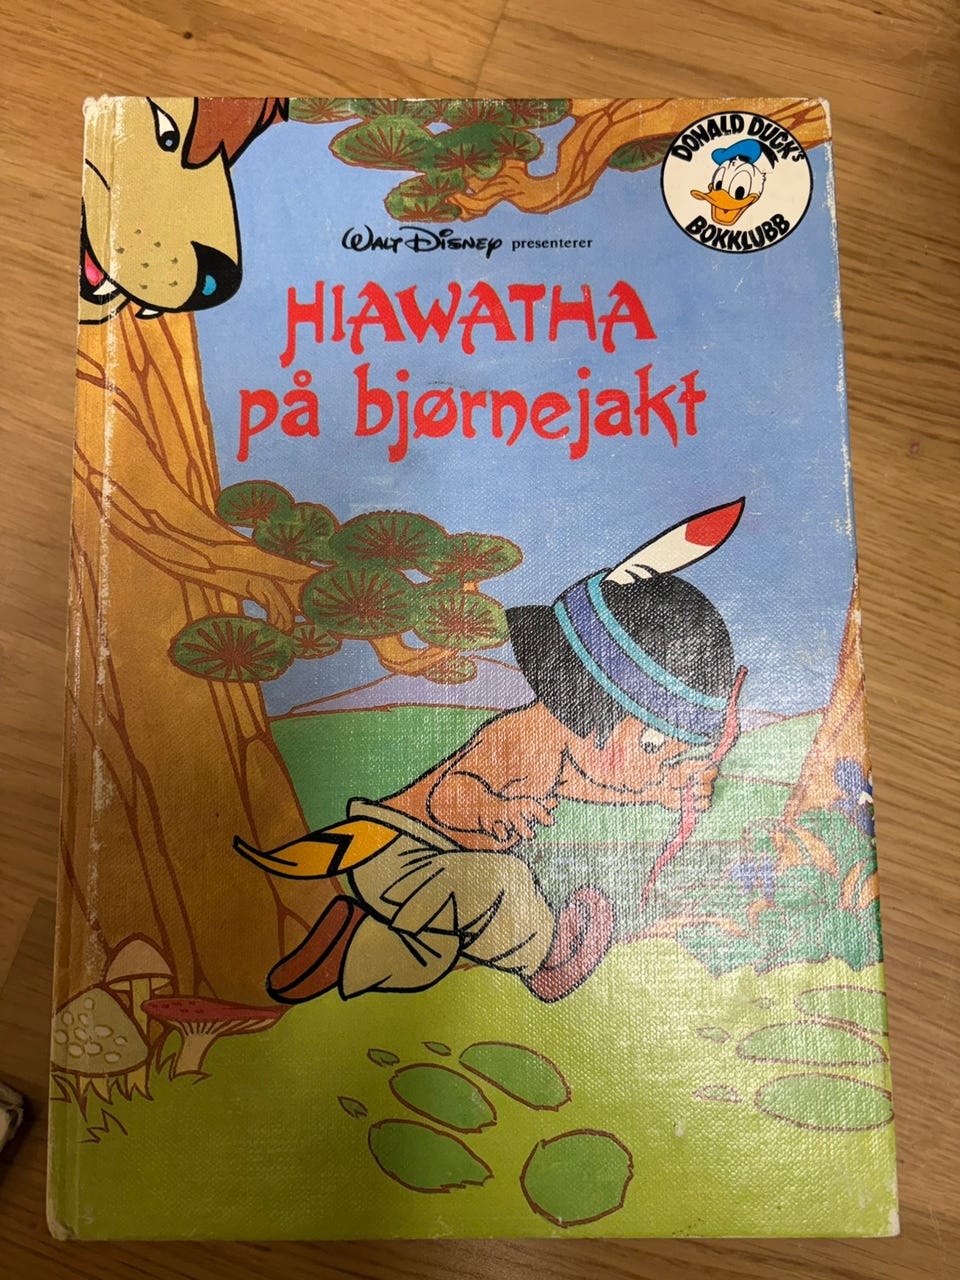 DONALD DUCK's
BOKKLUBB
WALT DISNEY presenterer
HIAWATHA
på bjørnejakt